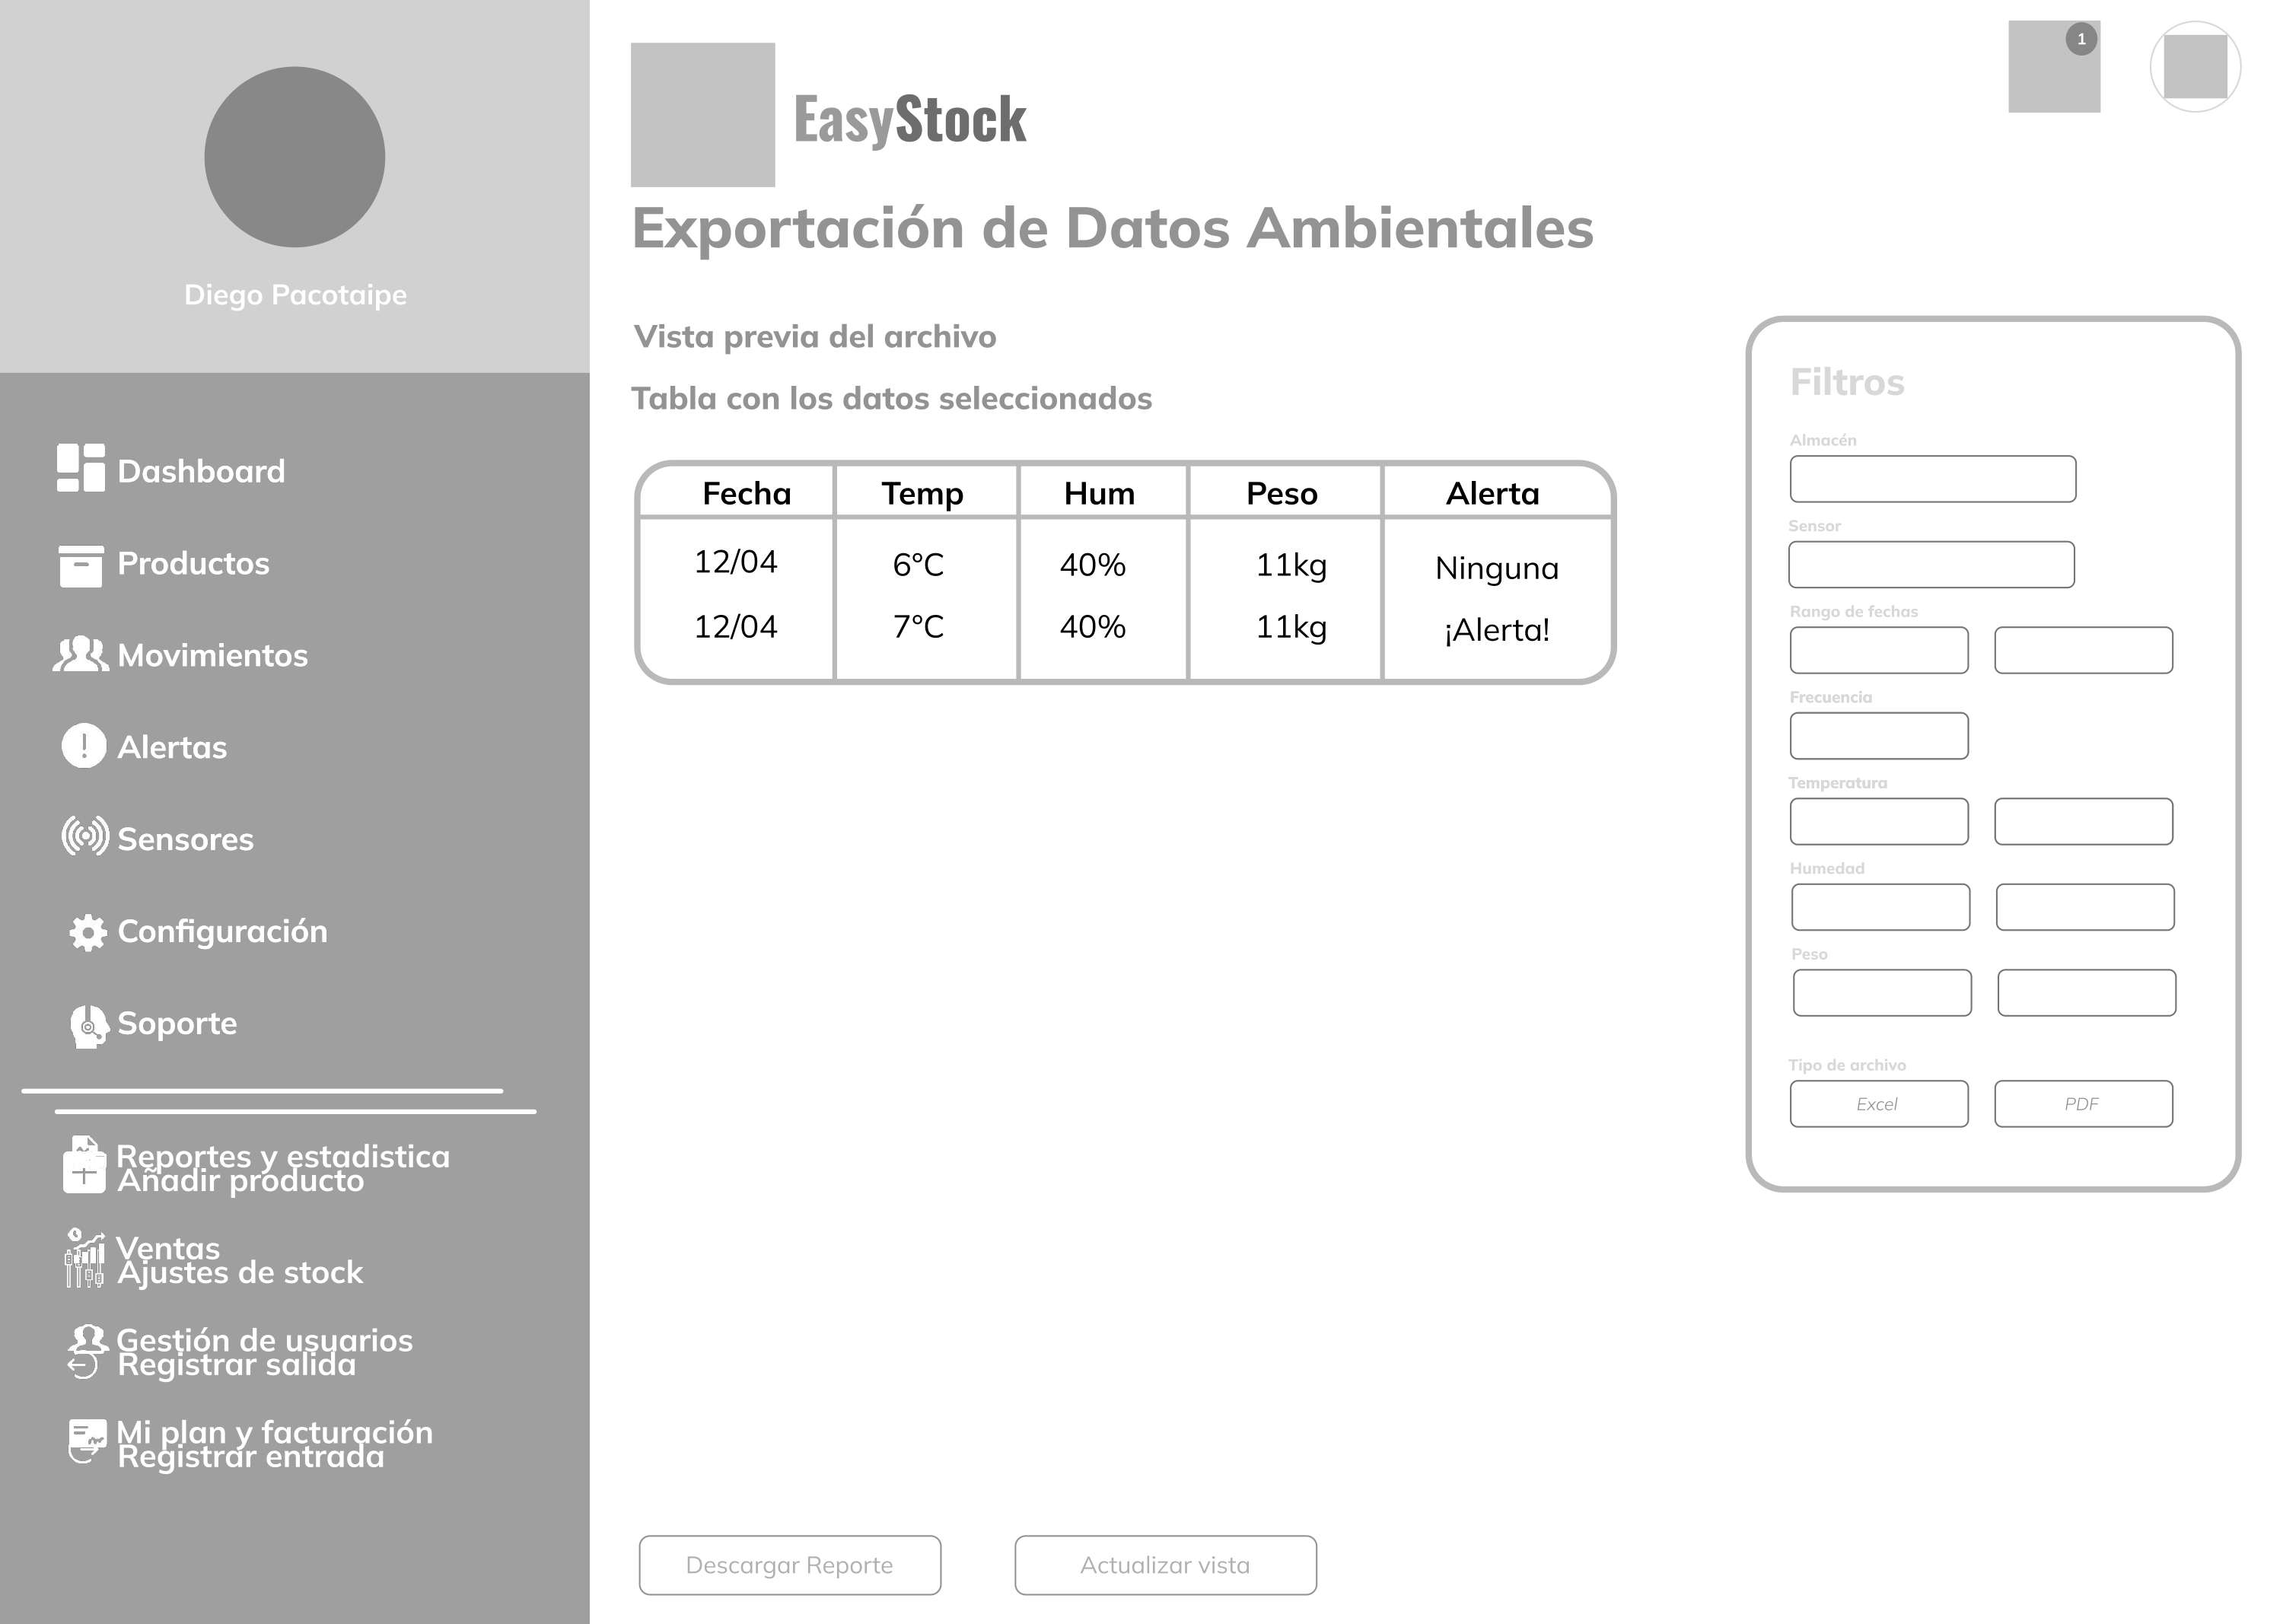 Diego Pacotaipe
Dashboard
Productos
Movimientos
Alertas
Sensores
Configuración
Soporte
Reportes y estadistica
Añadir producto
Ventas
Ajustes de stock
Gestión de usuarios
Registrar salida
Mi plan y facturación
Registrar entrada
1
EasyStock
Exportación de Datos Ambientales
Vista previa del archivo
Tabla con los datos seleccionados
Fecha Temp Hum Peso Alerta
12/04 6°C 40% 11kg Ninguna
12/04 7°C 40% 11kg ¡Alerta!
Descargar Reporte Actualizar vista
Filtros
Almacén
Sensor
Rango de fechas
Frecuencia
Temperatura
Humedad
Peso
Tipo de archivo
Excel PDF